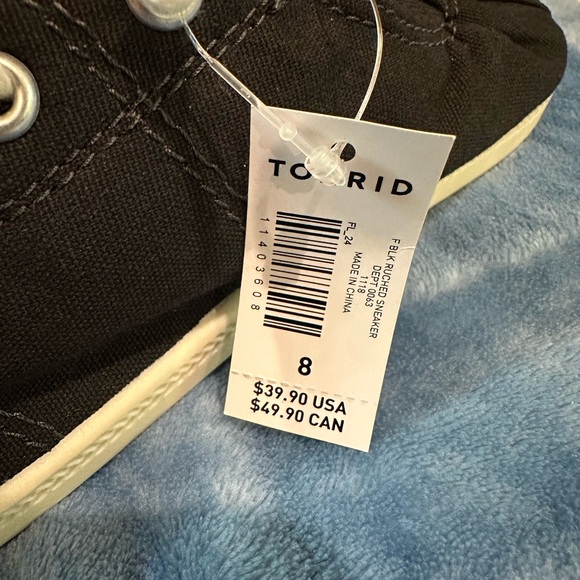 TORRID
11403608
FL_24
F BLK RUCHED SNEAKER
DEPT 0063
1118
MADE IN CHINA
8
$39.90 USA
$49.90 CAN